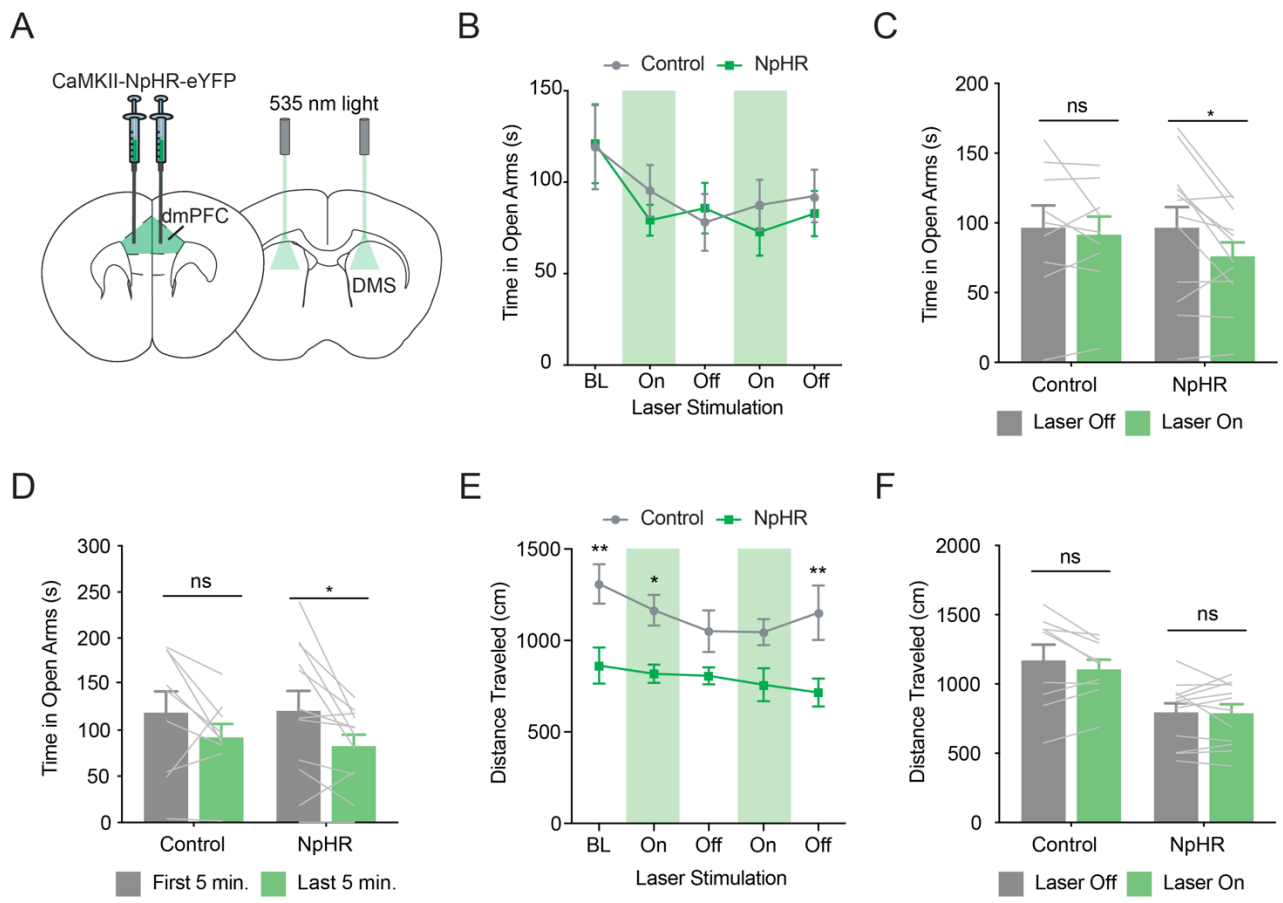 A
CaMKII-NpHR-eYFP
535 nm light
dmPFC
DMS
B
Control NpHR
Time in Open Arms (s)
150
100
50
0
BL On Off On Off
Laser Stimulation
C
Time in Open Arms (s)
200
150
100
50
0
ns *
Control NpHR
Laser Off Laser On
D
Time in Open Arms (s)
300
250
200
150
100
50
0
ns *
Control NpHR
First 5 min. Last 5 min.
E
Control NpHR
Distance Traveled (cm)
1500
1000
500
0
** * **
BL On Off On Off
Laser Stimulation
F
Distance Traveled (cm)
2000
1500
1000
500
0
ns ns
Control NpHR
Laser Off Laser On